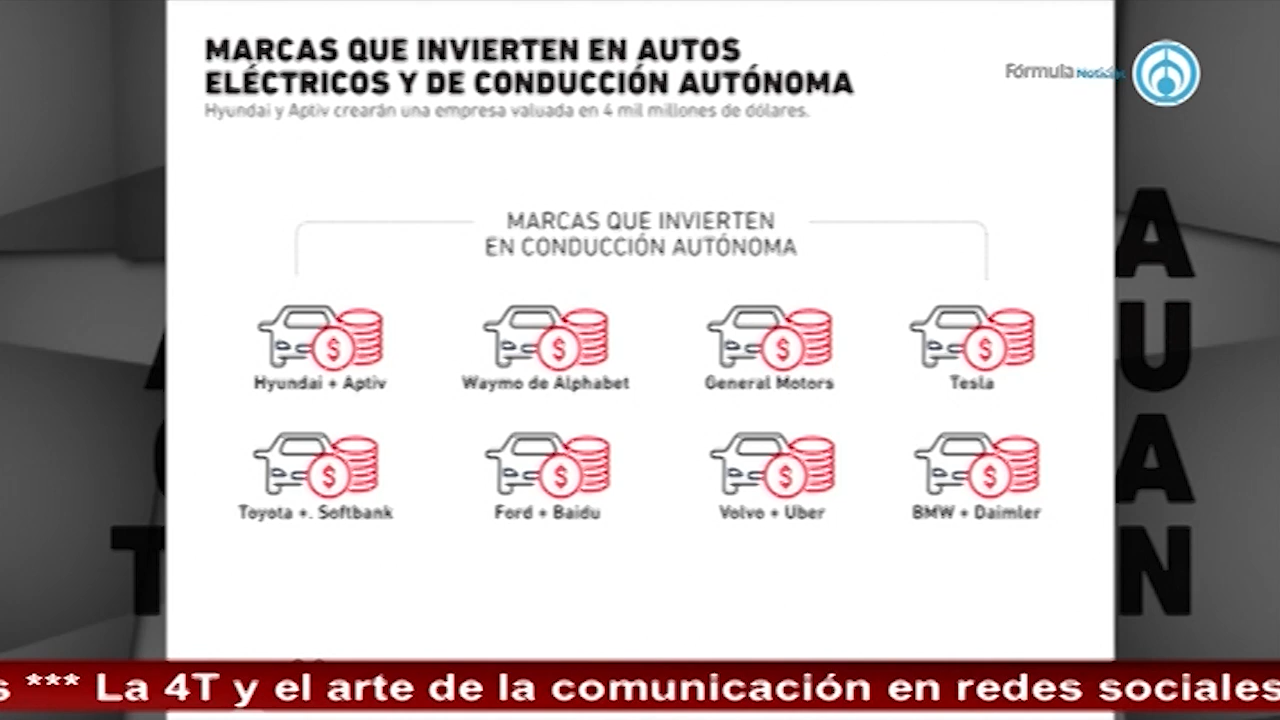 MARCAS QUE INVIERTEN EN AUTOS
ELÉCTRICOS Y DE CONDUCCIÓN AUTÓNOMA
Hyundai y Aptiv crearán una empresa valuada en 4 mil millones de dólares.
Fórmula Noticias
MARCAS QUE INVIERTEN
EN CONDUCCIÓN AUTÓNOMA
Hyundai + Aptiv
Waymo de Alphabet
General Motors
Tesla
Toyota +. Softbank
Ford + Baidu
Volvo + Uber
BMW + Daimler
AUAN
T
s *** La 4T y el arte de la comunicación en redes sociales